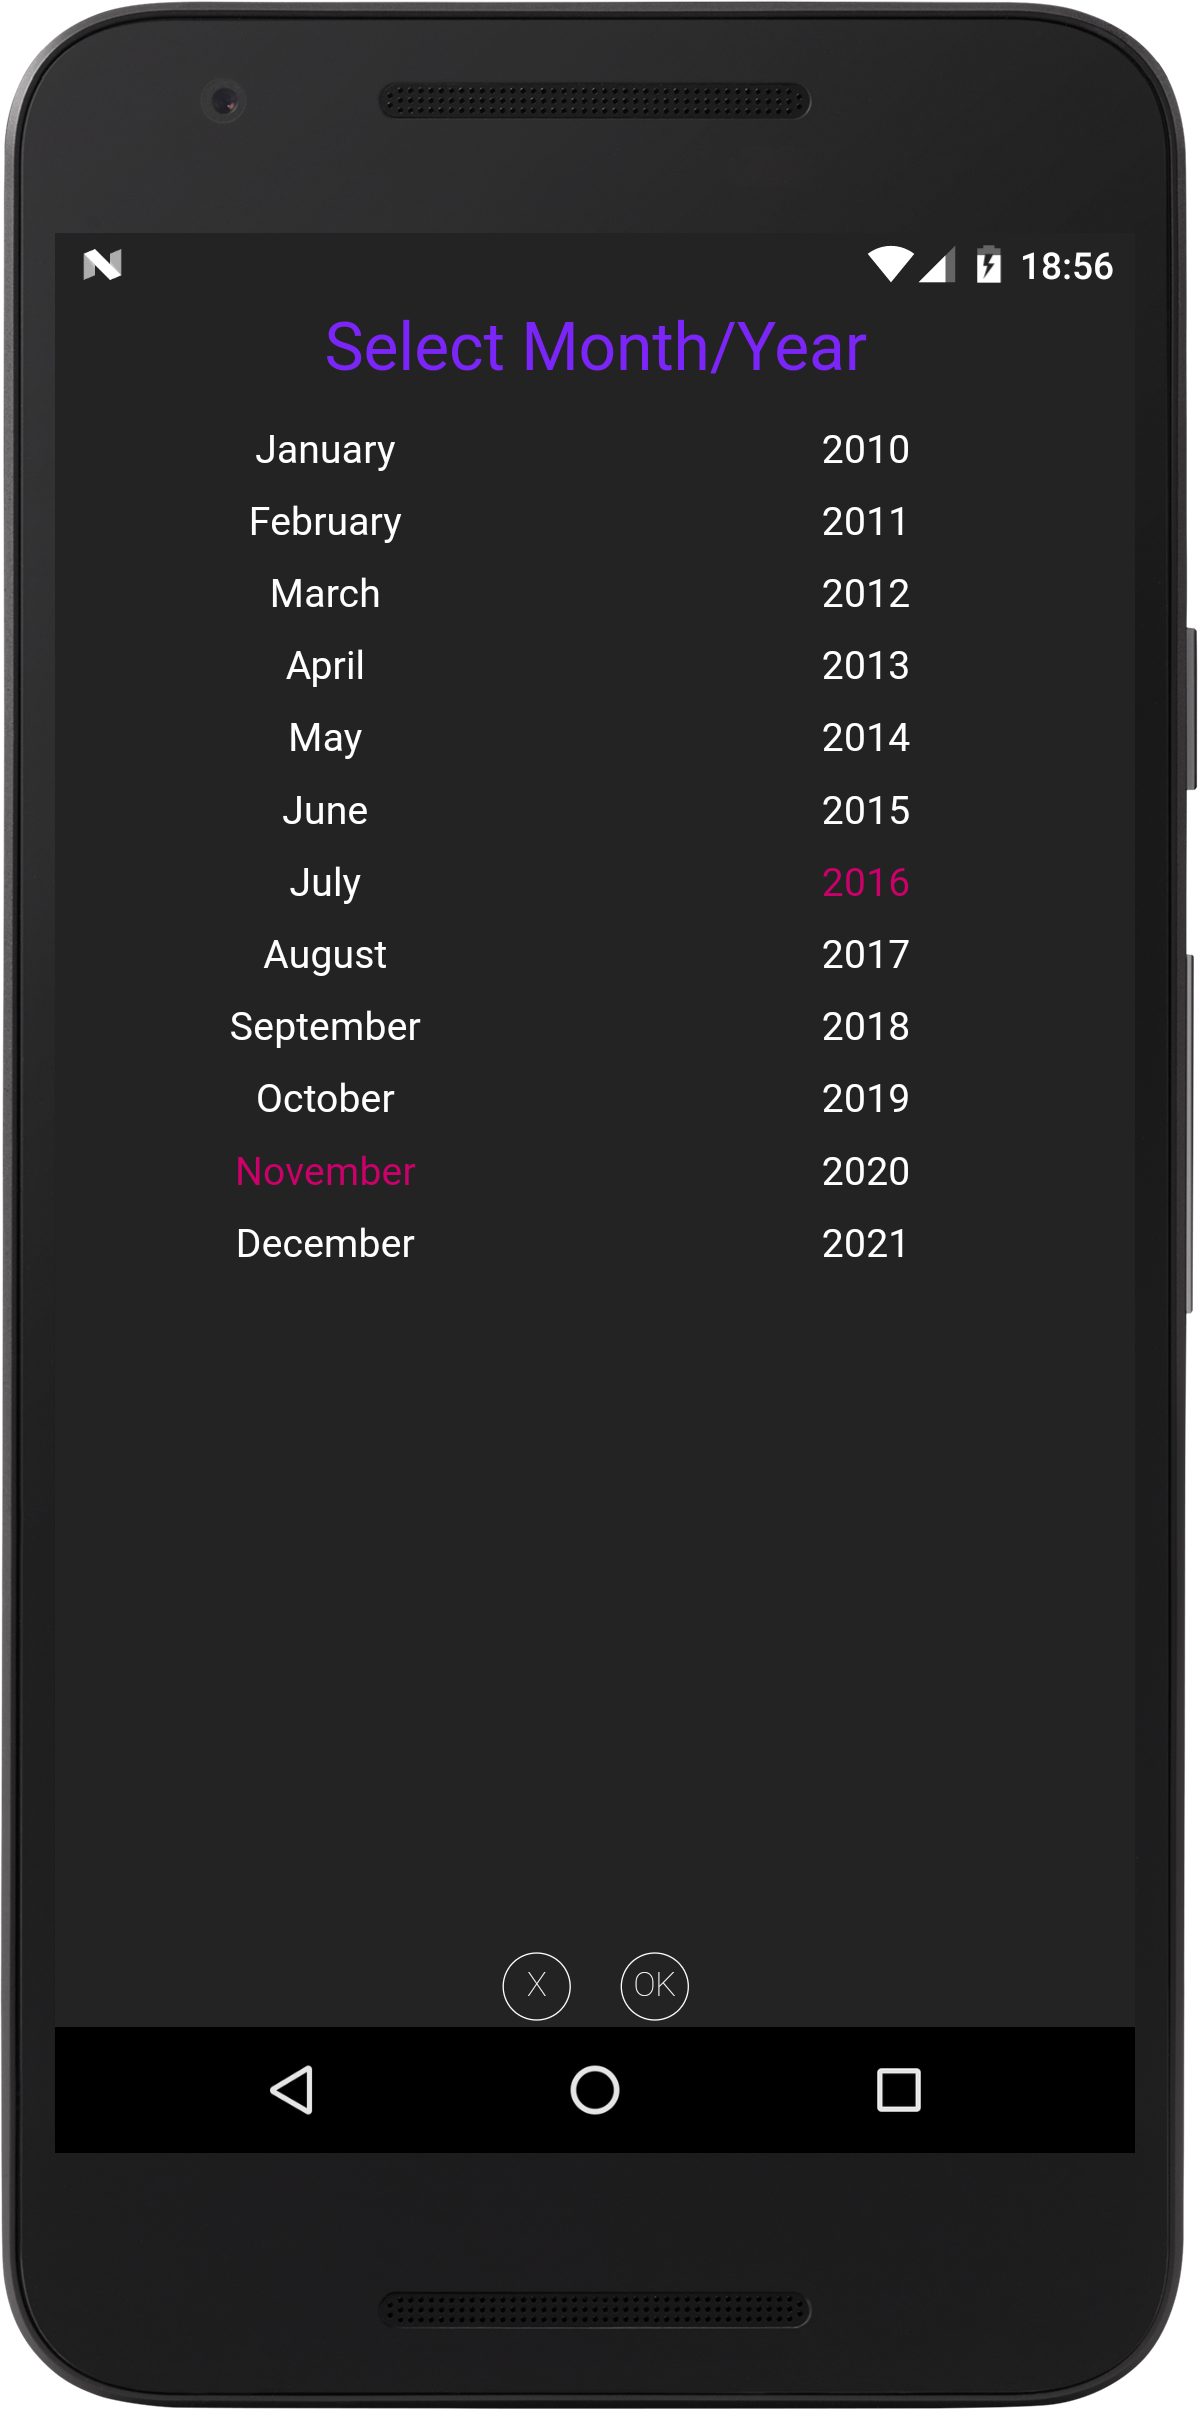 18:56
Select Month/Year
January 2010
February 2011
March 2012
April 2013
May 2014
June 2015
July 2016
August 2017
September 2018
October 2019
November 2020
December 2021
X OK